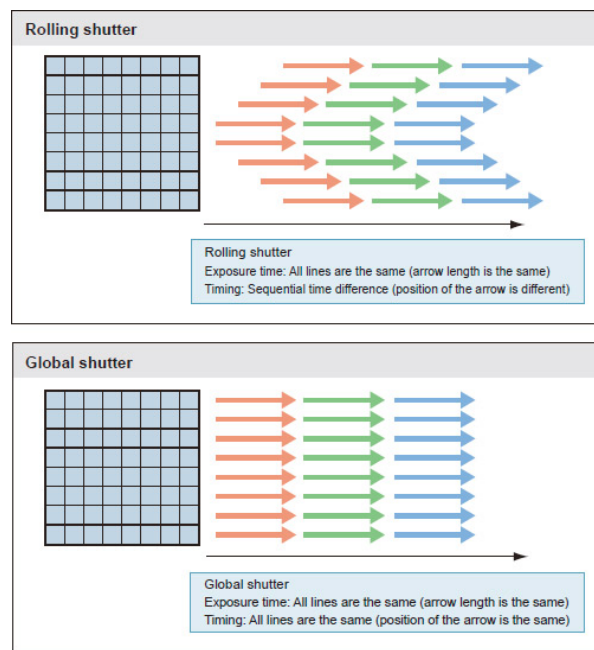 Rolling shutter
Rolling shutter
Exposure time: All lines are the same (arrow length is the same)
Timing: Sequential time difference (position of the arrow is different)
Global shutter
Global shutter
Exposure time: All lines are the same (arrow length is the same)
Timing: All lines are the same (position of the arrow is the same)